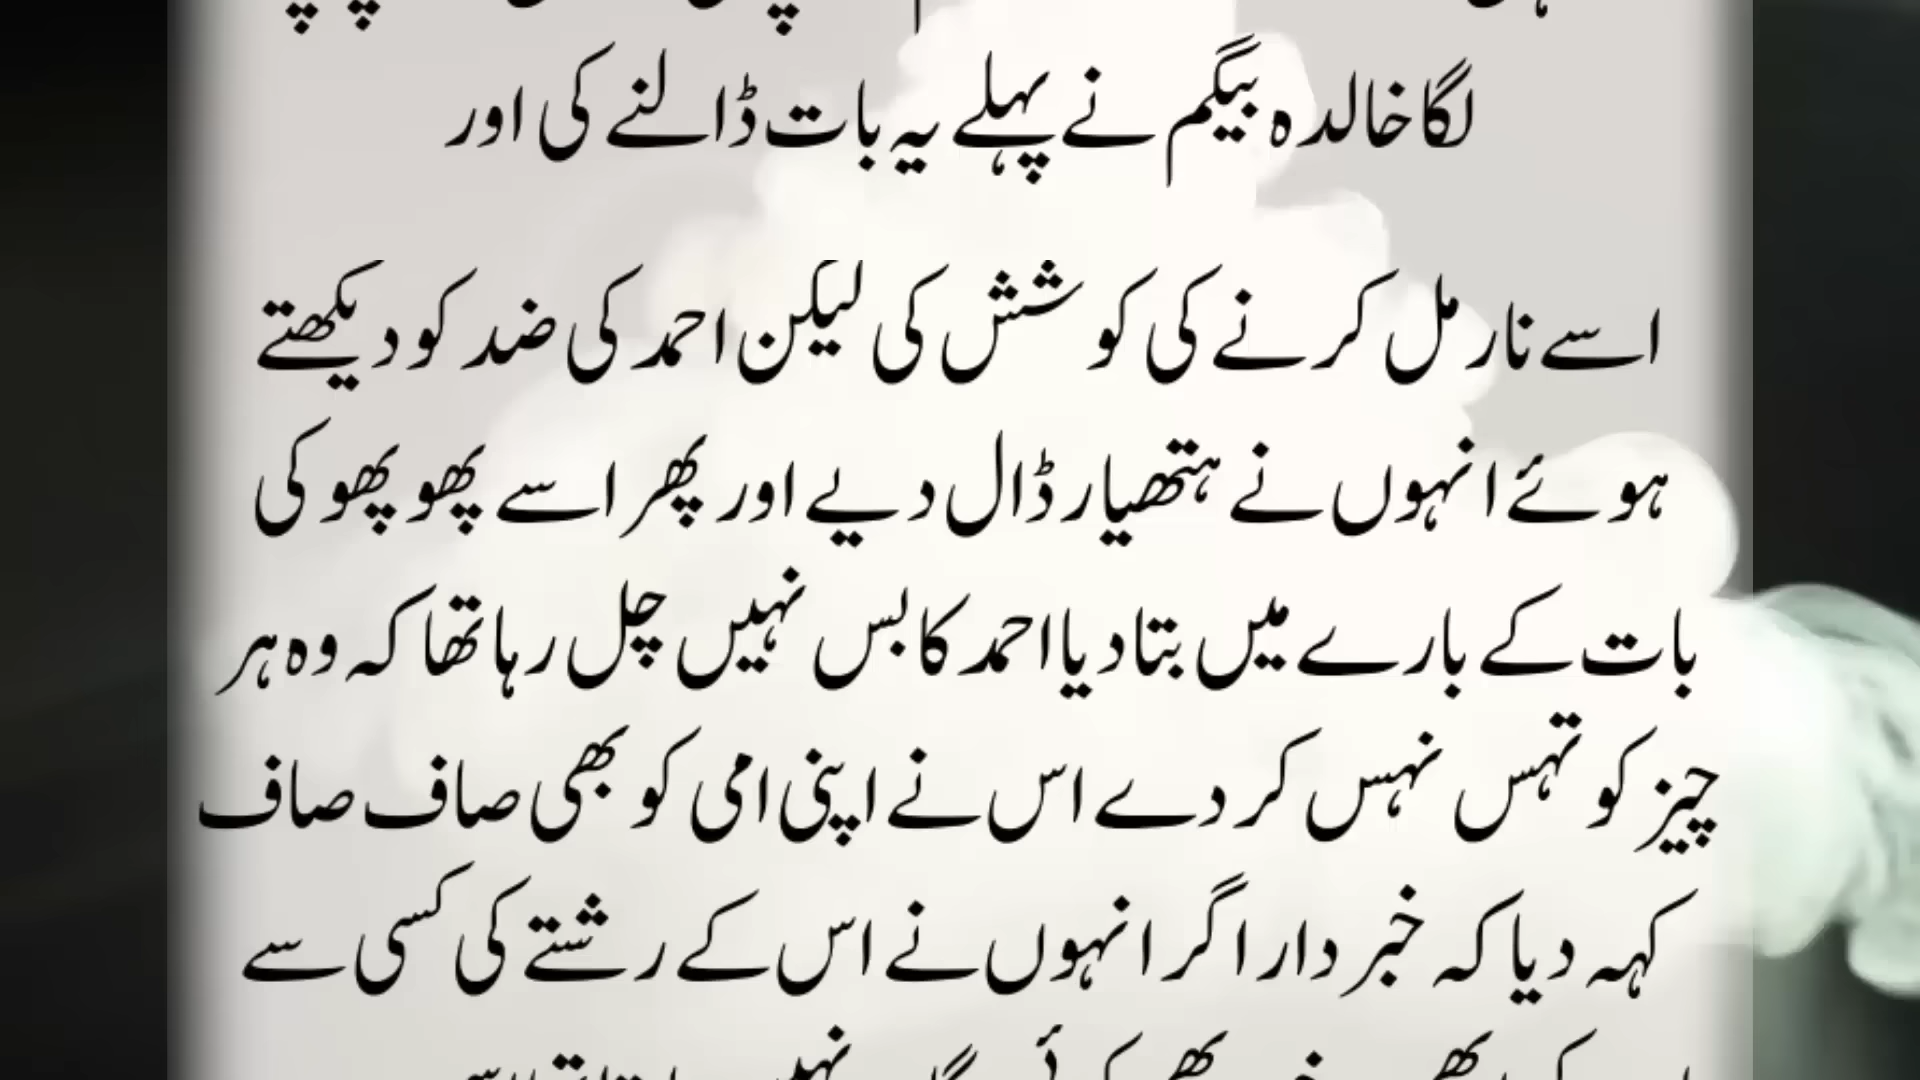 لگا خالدہ بیگم نے پہلے یہ بات ڈالنے کی اور
اسے نارمل کرنے کی کوشش کی لیکن احمد کی ضد کو دیکھتے
ہوئے انہوں نے ہتھیار ڈال دیے اور پھر اسے پھوپھو کی
بات کے بارے میں بتا دیا احمد کا بس نہیں چل رہا تھا کہ وہ ہر
چیز کو تہس نہس کر دے اس نے اپنی امی کو بھی صاف صاف
کہہ دیا کہ خبر دار اگر انہوں نے اس کے رشتے کی کسی سے